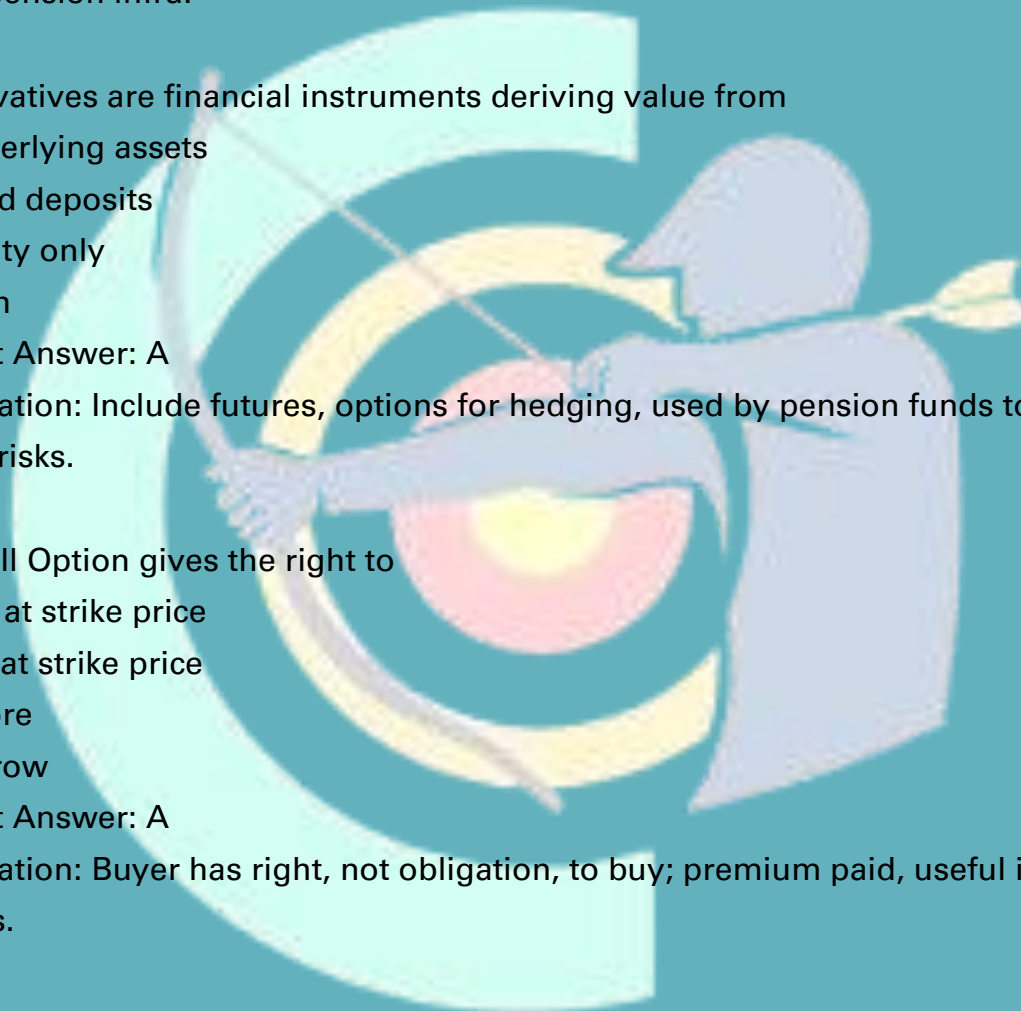 vatives are financial instruments deriving value from
erlying assets
d deposits
ty only
t Answer: A
ation: Include futures, options for hedging, used by pension funds to
risks.
ll Option gives the right to
at strike price
at strike price
re
row
t Answer: A
ation: Buyer has right, not obligation, to buy; premium paid, useful i
s.